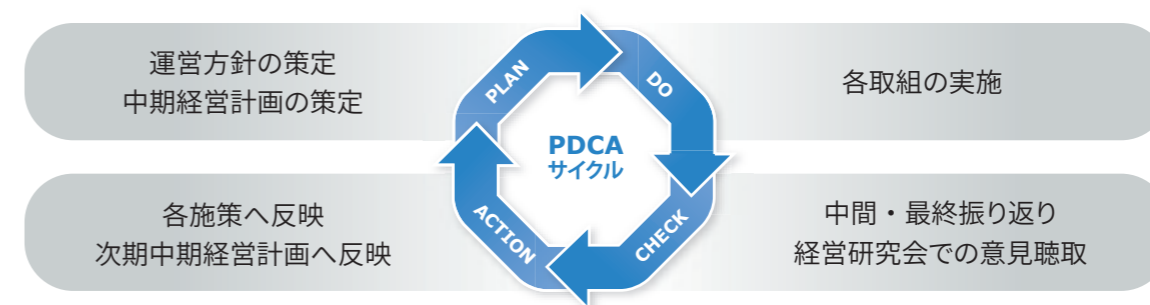 運営方針の策定
中期経営計画の策定
PLAN
DO
各取組の実施
PDCA
サイクル
各施策へ反映
次期中期経営計画へ反映
ACTION
CHECK
中間・最終振り返り
経営研究会での意見聴取